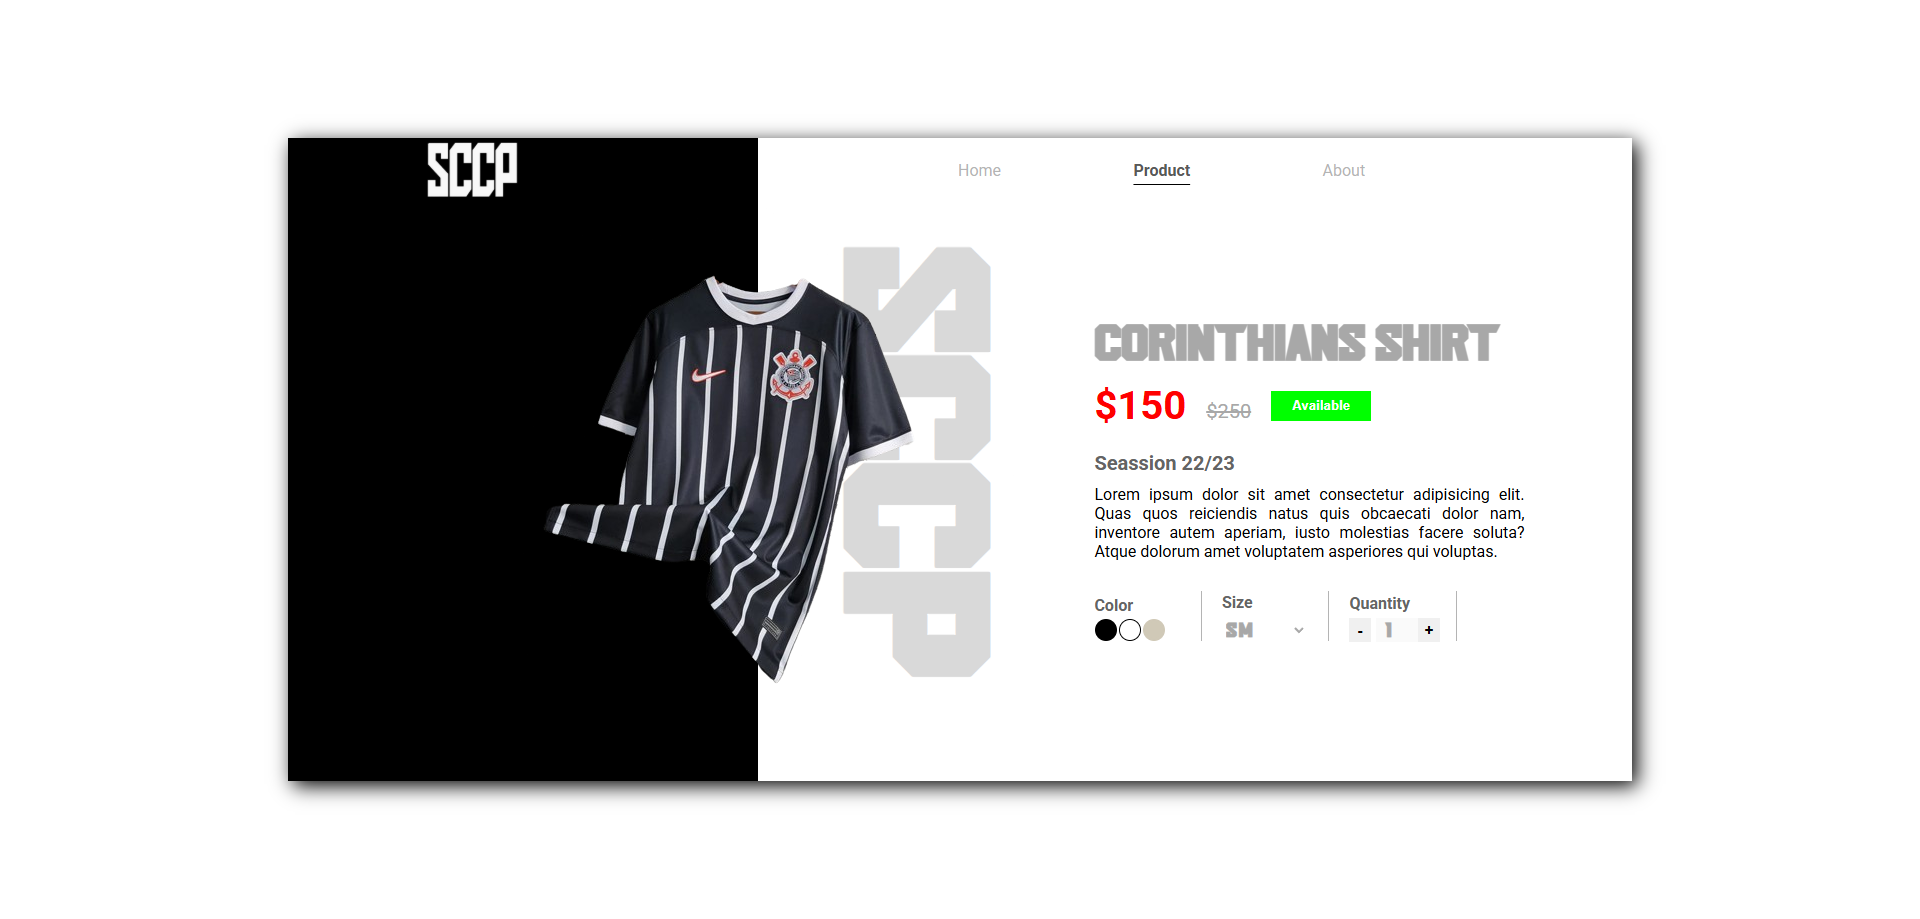 SCCP
Home
Product
About
SCCP
CORINTHIANS SHIRT
$150
$250
Available
Seassion 22/23
Lorem ipsum dolor sit amet consectetur adipisicing elit.
Quas quos reiciendis natus quis obcaecati dolor nam,
inventore autem aperiam, iusto molestias facere soluta?
Atque dolorum amet voluptatem asperiores qui voluptas.
Color
Size
Quantity
SM
- 1 +